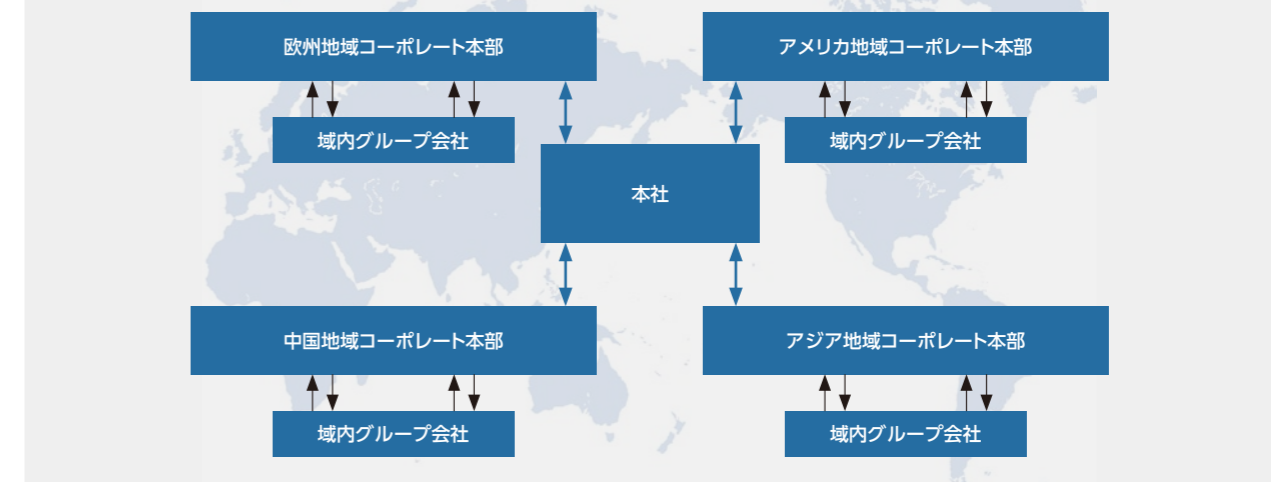 欧州地域コーポレート本部
アメリカ地域コーポレート本部
域内グループ会社
域内グループ会社
本社
中国地域コーポレート本部
アジア地域コーポレート本部
域内グループ会社
域内グループ会社